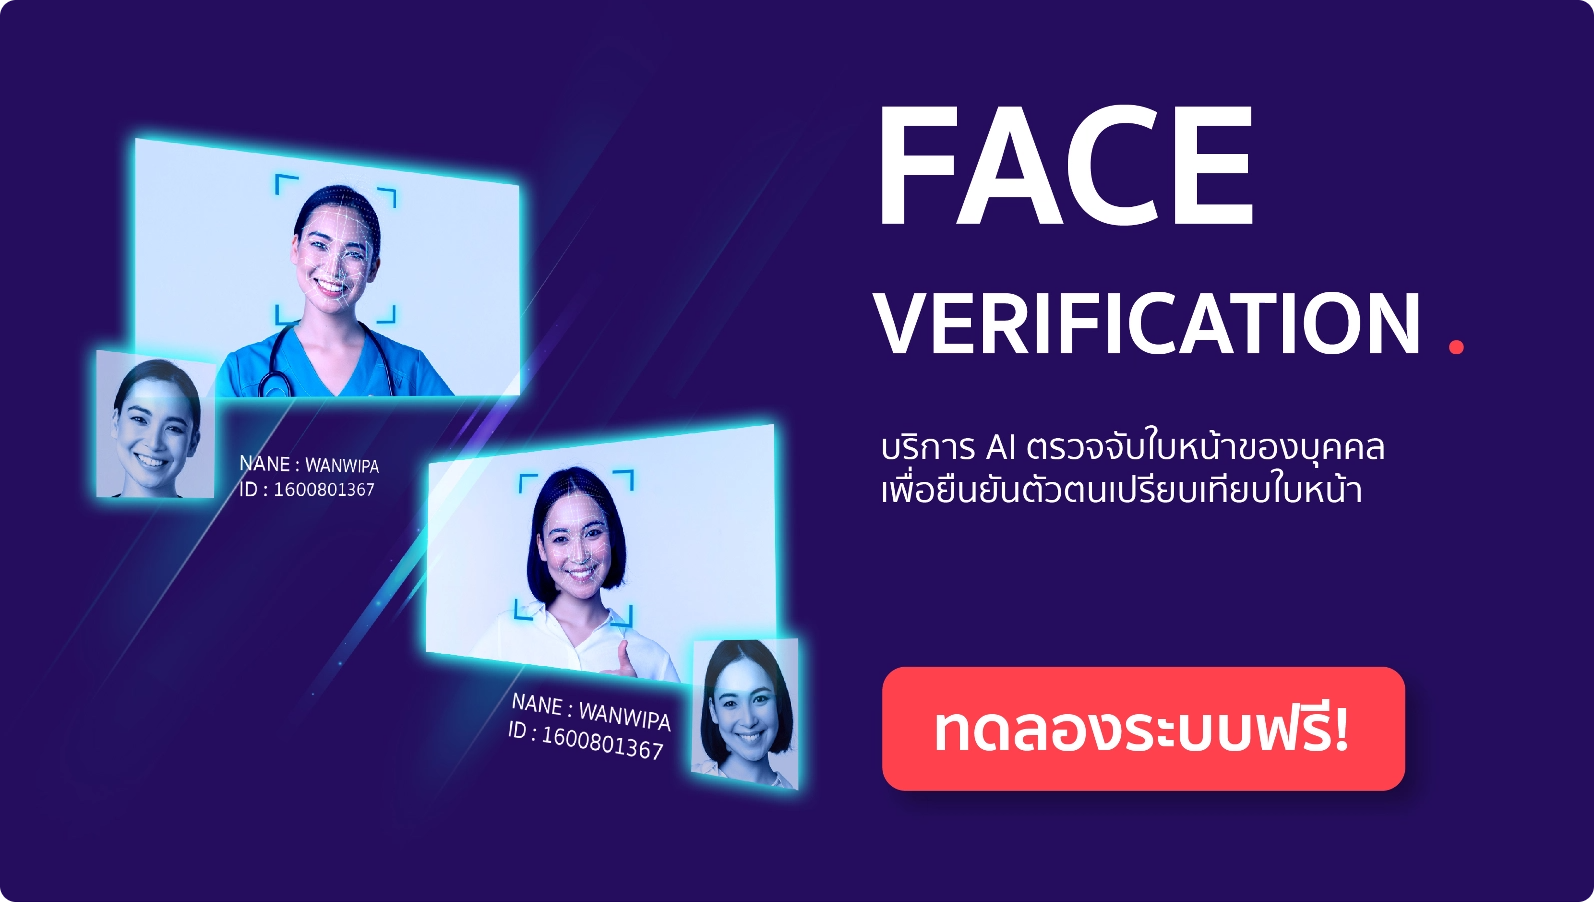 FACE
VERIFICATION .
บริการ AI ตรวจจับใบหน้าของบุคคล
เพื่อยืนยันตัวตนเปรียบเทียบใบหน้า
ทดลองระบบฟรี!
NANE : WANWIPA
ID : 1600801367
NANE : WANWIPA
ID : 1600801367